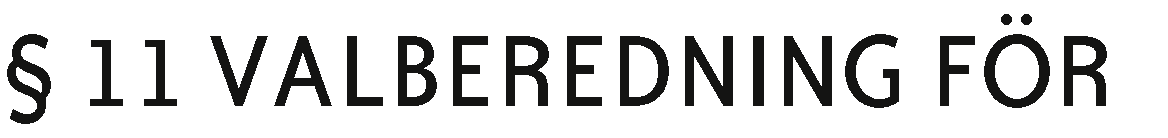 § 11 VALBEREDNING FÖR